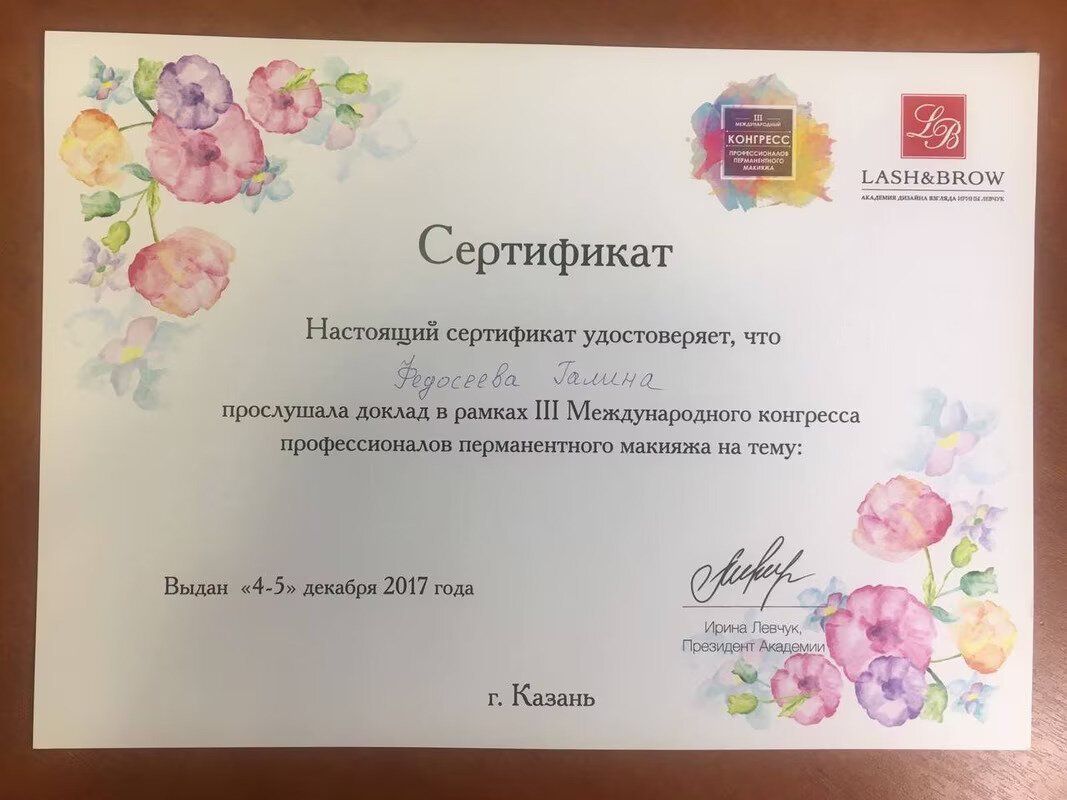 III
МЕЖДУНАРОДНЫЙ
КОНГРЕСС
ПРОФЕССИОНАЛОВ
ПЕРМАНЕНТНОГО
МАКИЯЖА
LB
LASH&BROW
АКАДЕМИЯ ДИЗАЙНА ВЗГЛЯДА ИРИНЫ ЛЕВЧУК
Сертификат
Настоящий сертификат удостоверяет, что
Федосеева Галина
прослушала доклад в рамках III Международного конгресса
профессионалов перманентного макияжа на тему:
Выдан «4-5» декабря 2017 года
Ирина Левчук,
Президент Академии
г. Казань